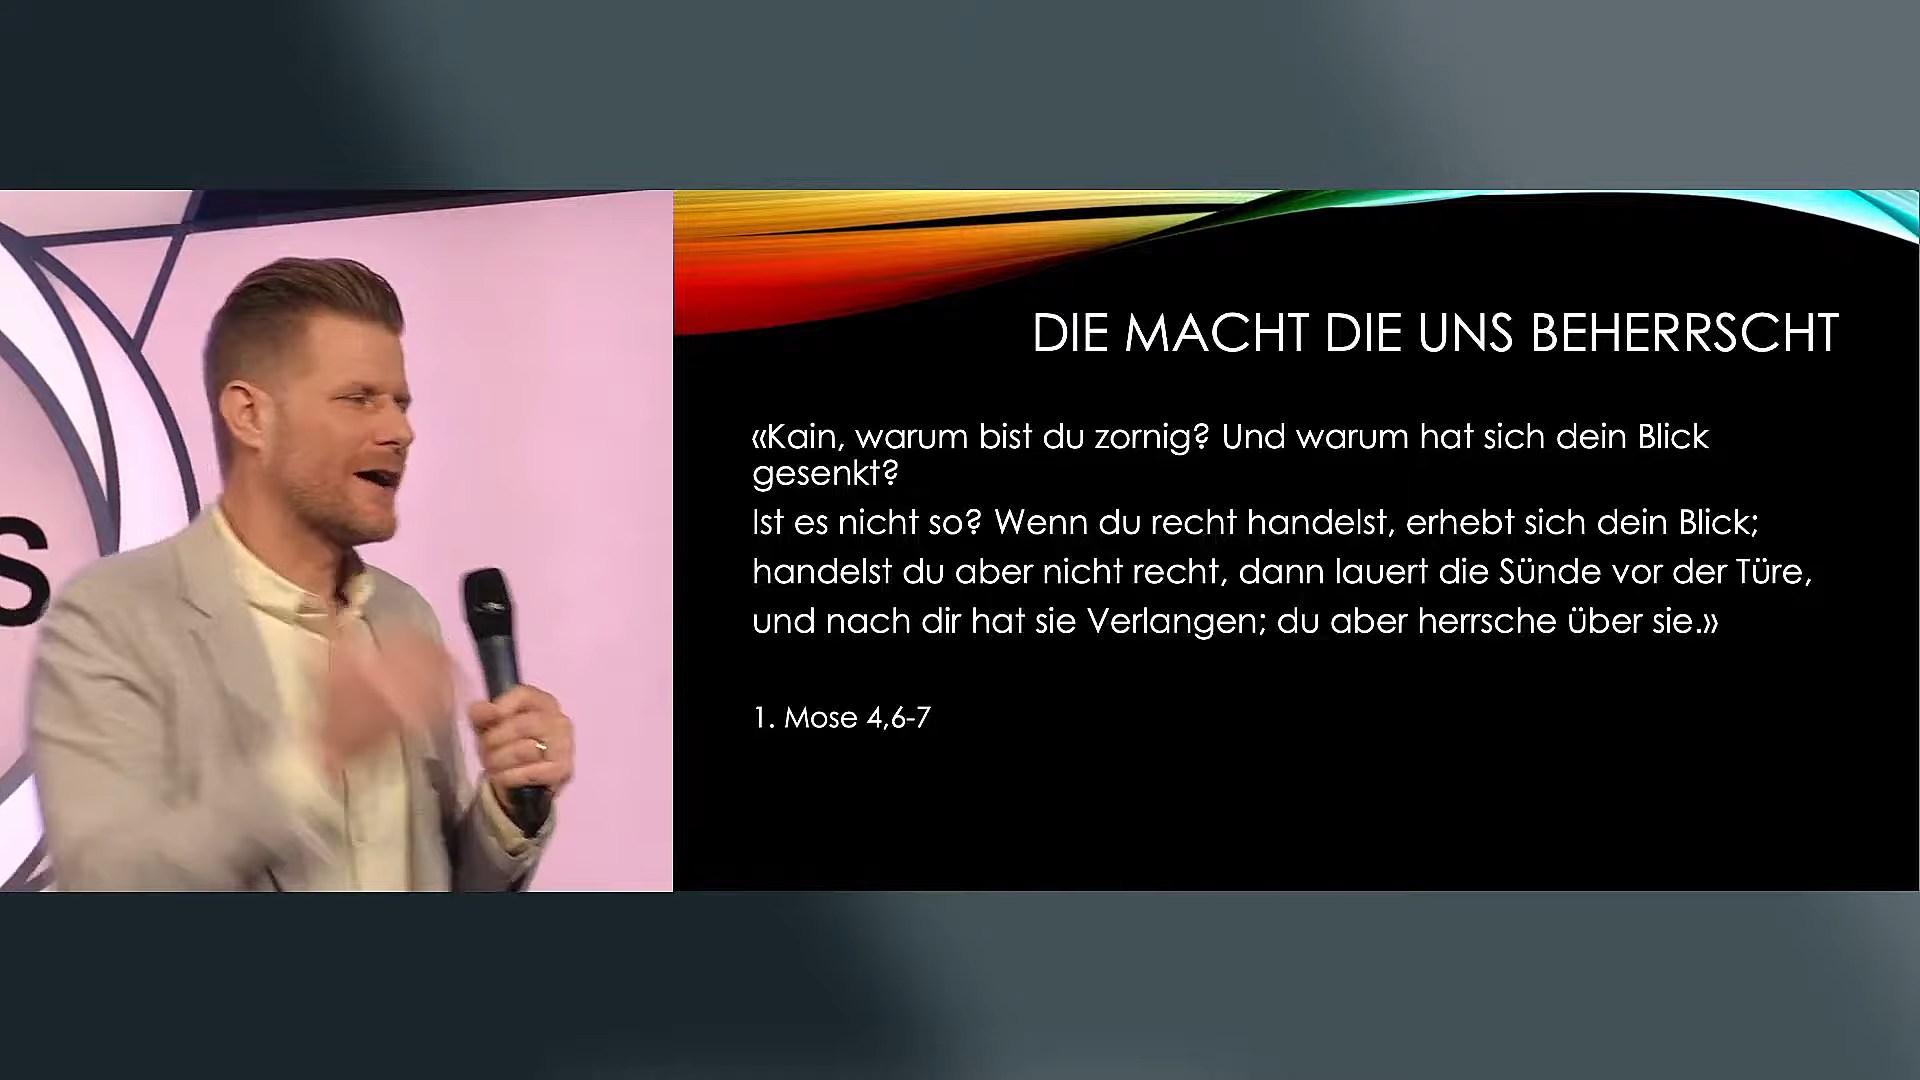 S
DIE MACHT DIE UNS BEHERRSCHT
«Kain, warum bist du zornig? Und warum hat sich dein Blick
gesenkt?
Ist es nicht so? Wenn du recht handelst, erhebt sich dein Blick;
handelst du aber nicht recht, dann lauert die Sünde vor der Türe,
und nach dir hat sie Verlangen; du aber herrsche über sie.»
1. Mose 4,6-7